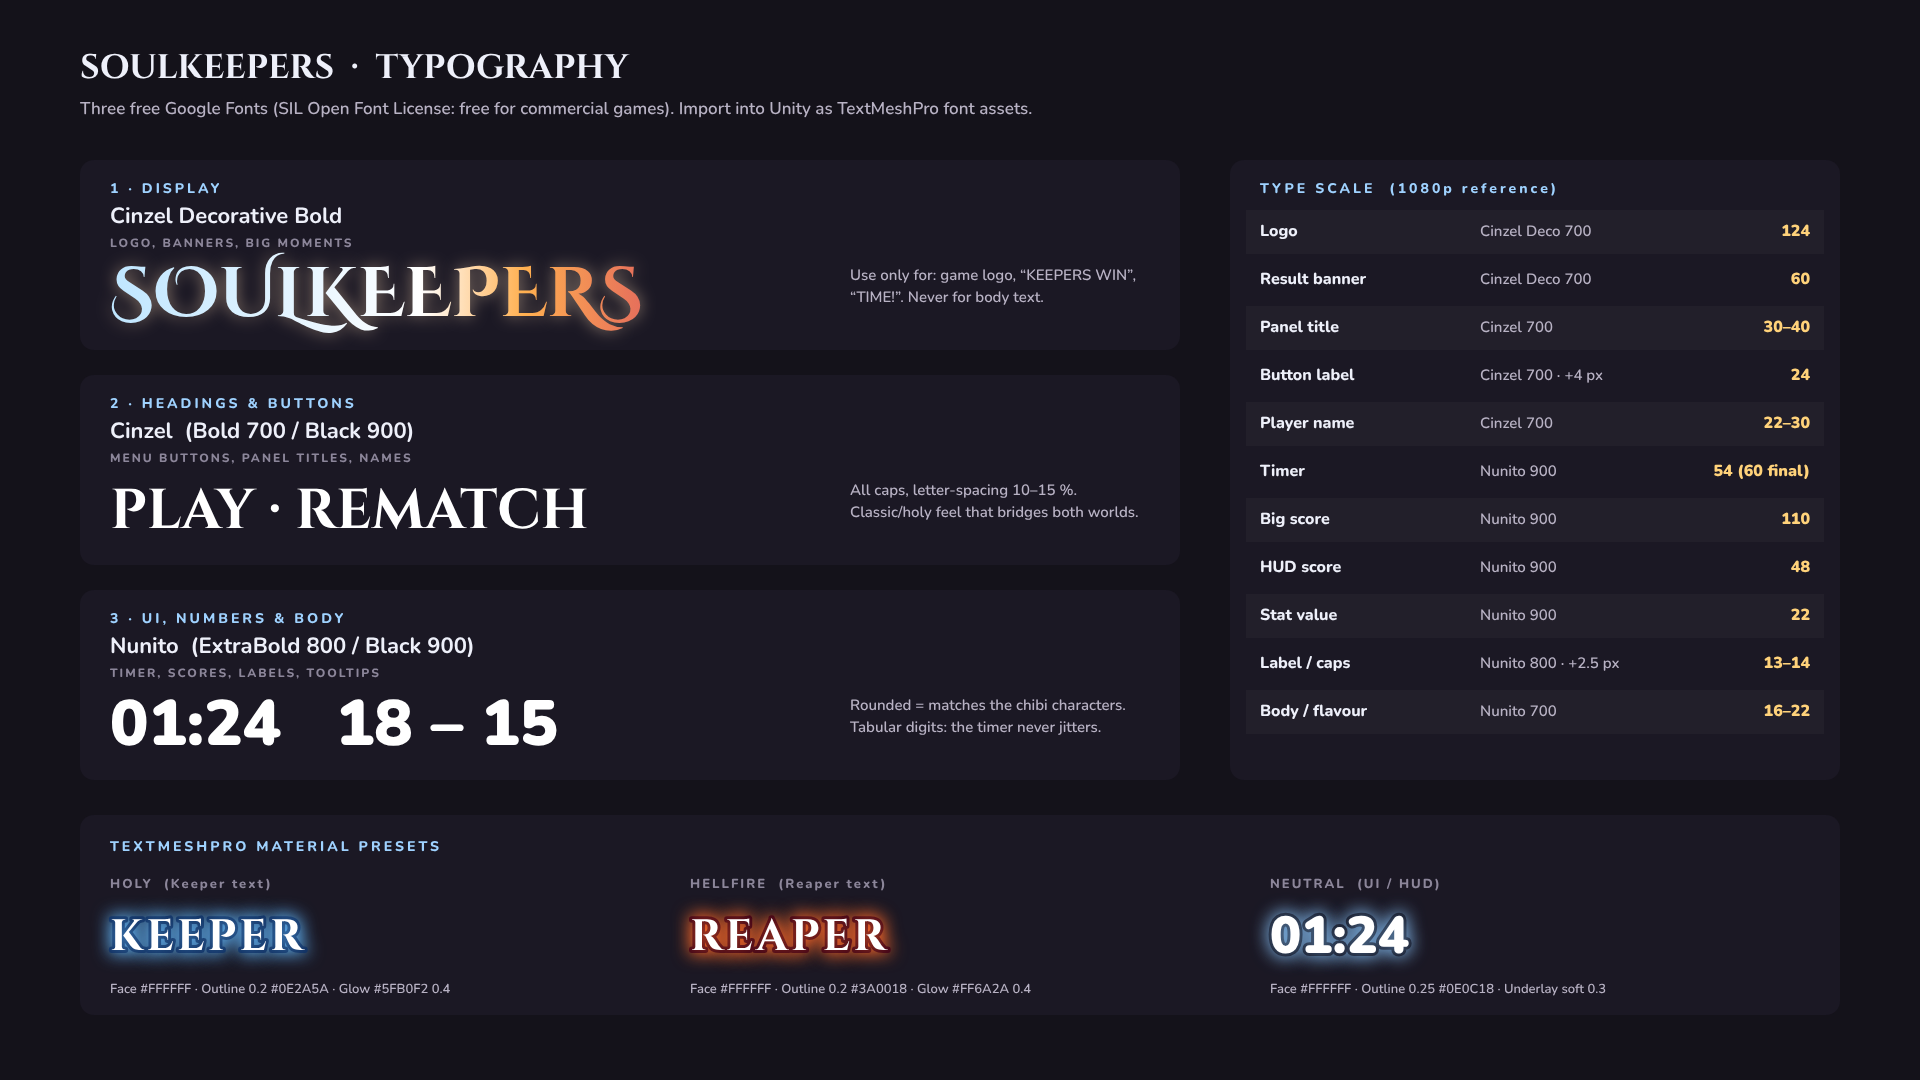 SOULKEEPERS · TYPOGRAPHY
Three free Google Fonts (SIL Open Font License: free for commercial games). Import into Unity as TextMeshPro font assets.
1 · DISPLAY
Cinzel Decorative Bold
LOGO, BANNERS, BIG MOMENTS
SOULKEEPERS
Use only for: game logo, “KEEPERS WIN”,
“TIME!”. Never for body text.
2 · HEADINGS & BUTTONS
Cinzel (Bold 700 / Black 900)
MENU BUTTONS, PANEL TITLES, NAMES
PLAY · REMATCH
All caps, letter-spacing 10–15 %.
Classic/holy feel that bridges both worlds.
3 · UI, NUMBERS & BODY
Nunito (ExtraBold 800 / Black 900)
TIMER, SCORES, LABELS, TOOLTIPS
01:24 18 – 15
Rounded = matches the chibi characters.
Tabular digits: the timer never jitters.
TYPE SCALE (1080p reference)
Logo Cinzel Deco 700 124
Result banner Cinzel Deco 700 60
Panel title Cinzel 700 30–40
Button label Cinzel 700 · +4 px 24
Player name Cinzel 700 22–30
Timer Nunito 900 54 (60 final)
Big score Nunito 900 110
HUD score Nunito 900 48
Stat value Nunito 900 22
Label / caps Nunito 800 · +2.5 px 13–14
Body / flavour Nunito 700 16–22
TEXTMESHPRO MATERIAL PRESETS
HOLY (Keeper text)
KEEPER
Face #FFFFFF · Outline 0.2 #0E2A5A · Glow #5FB0F2 0.4
HELLFIRE (Reaper text)
REAPER
Face #FFFFFF · Outline 0.2 #3A0018 · Glow #FF6A2A 0.4
NEUTRAL (UI / HUD)
01:24
Face #FFFFFF · Outline 0.25 #0E0C18 · Underlay soft 0.3